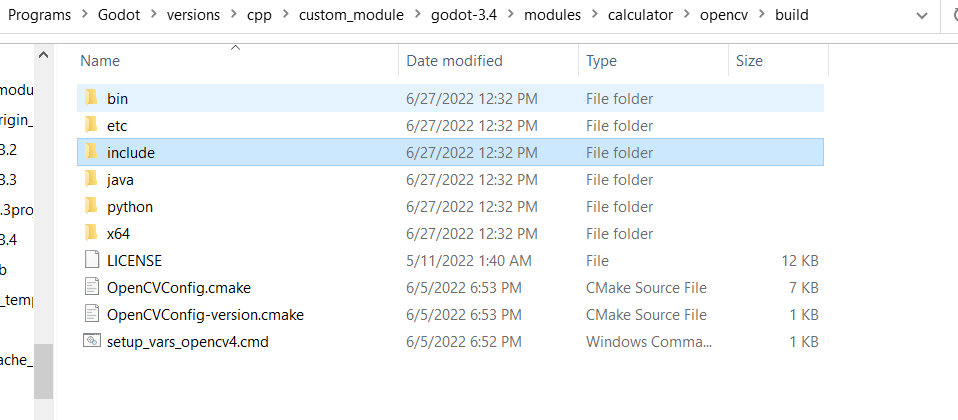 Programs > Godot > versions > cpp > custom_module > godot-3.4 > modules > calculator > opencv > build
Name Date modified Type Size
modu
rigin_
3.2
3.3
.3pro
3.4
b
_temp
ache_
bin 6/27/2022 12:32 PM File folder
etc 6/27/2022 12:32 PM File folder
include 6/27/2022 12:32 PM File folder
java 6/27/2022 12:32 PM File folder
python 6/27/2022 12:32 PM File folder
x64 6/27/2022 12:32 PM File folder
LICENSE 5/11/2022 1:40 AM File 12 KB
OpenCVConfig.cmake 6/5/2022 6:53 PM CMake Source File 7 KB
OpenCVConfig-version.cmake 6/5/2022 6:53 PM CMake Source File 1 KB
setup_vars_opencv4.cmd 6/5/2022 6:52 PM Windows Comma... 1 KB